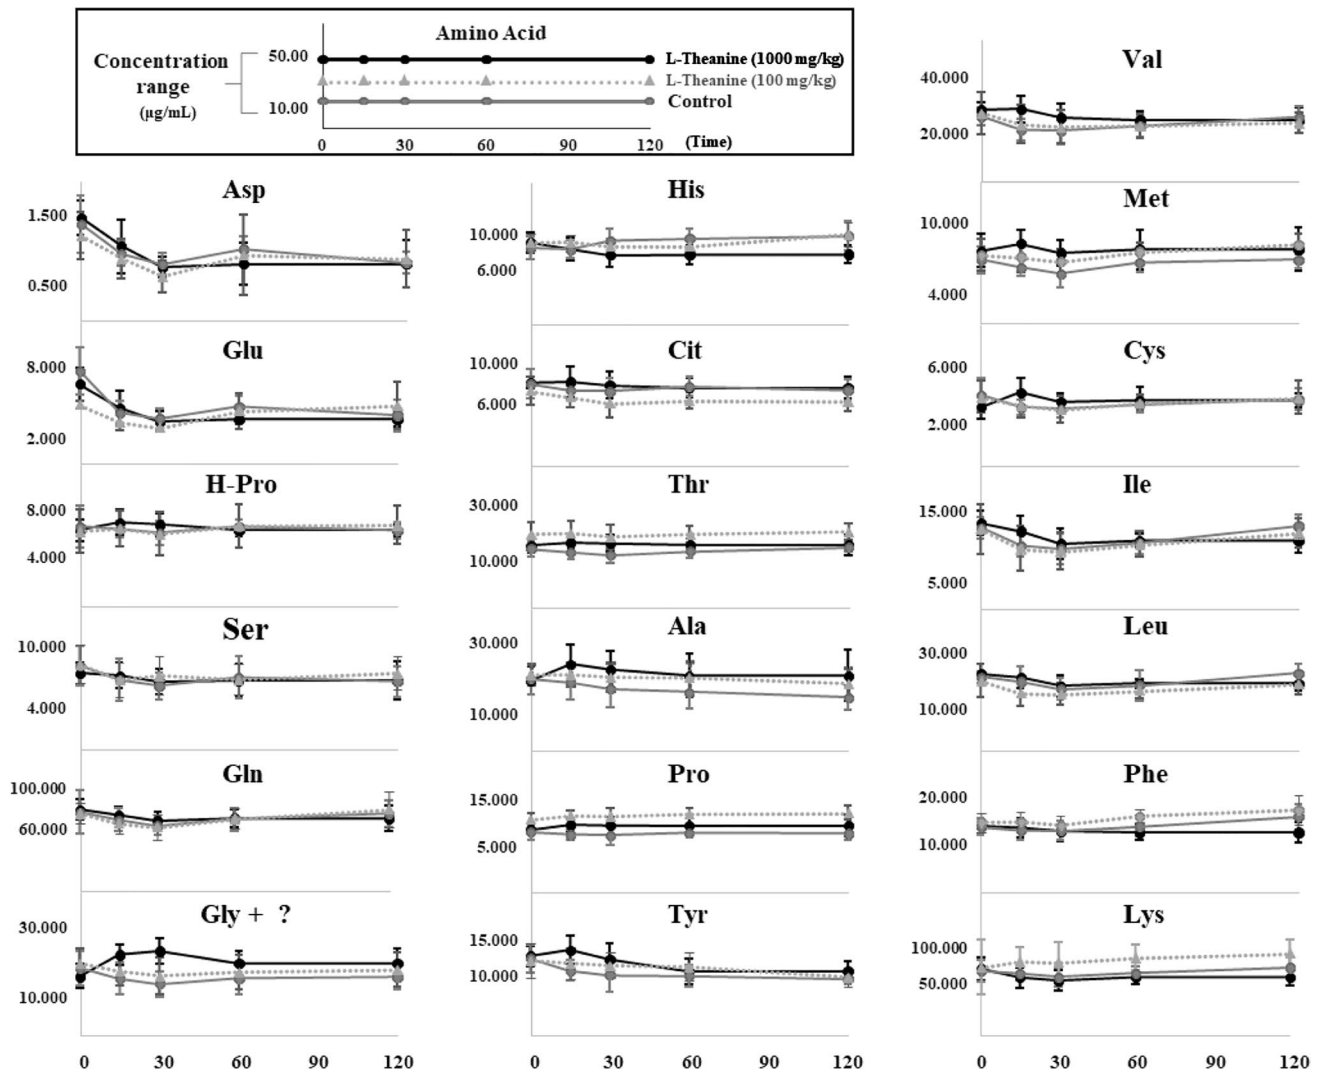 Amino Acid
Concentration range (µg/mL)
50.00
10.00
L-Theanine (1000 mg/kg)
L-Theanine (100 mg/kg)
Control
0 30 60 90 120 (Time)
Asp
1.500
0.500
Glu
8.000
2.000
H-Pro
8.000
4.000
Ser
10.000
4.000
Gln
100.000
60.000
Gly + ?
30.000
10.000
0 30 60 90 120
His
10.000
6.000
Cit
10.000
6.000
Thr
30.000
10.000
Ala
30.000
10.000
Pro
15.000
5.000
Tyr
15.000
10.000
0 30 60 90 120
Val
40.000
20.000
Met
10.000
4.000
Cys
6.000
2.000
Ile
15.000
5.000
Leu
30.000
10.000
Phe
20.000
10.000
Lys
100.000
50.000
0 30 60 90 120